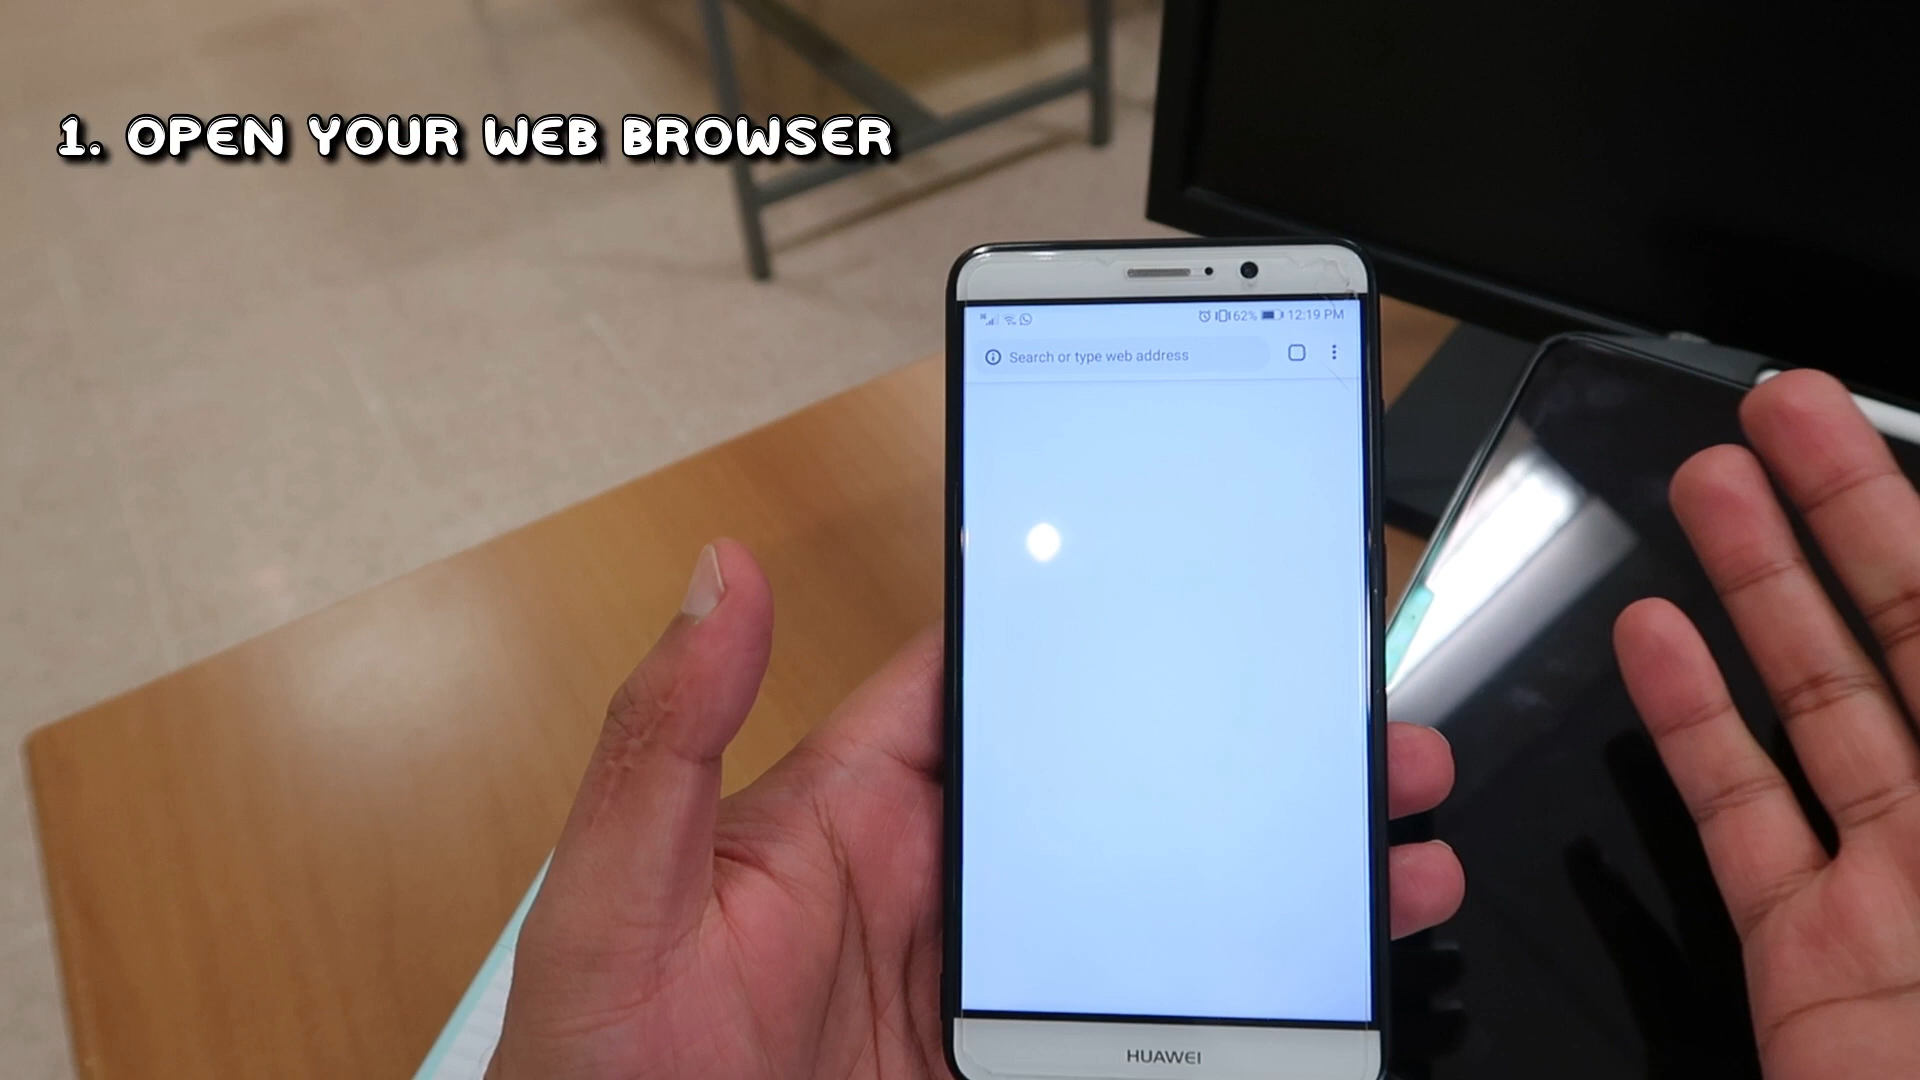 1. OPEN YOUR WEB BROWSER
62% 12:19 PM
Search or type web address
HUAWEI